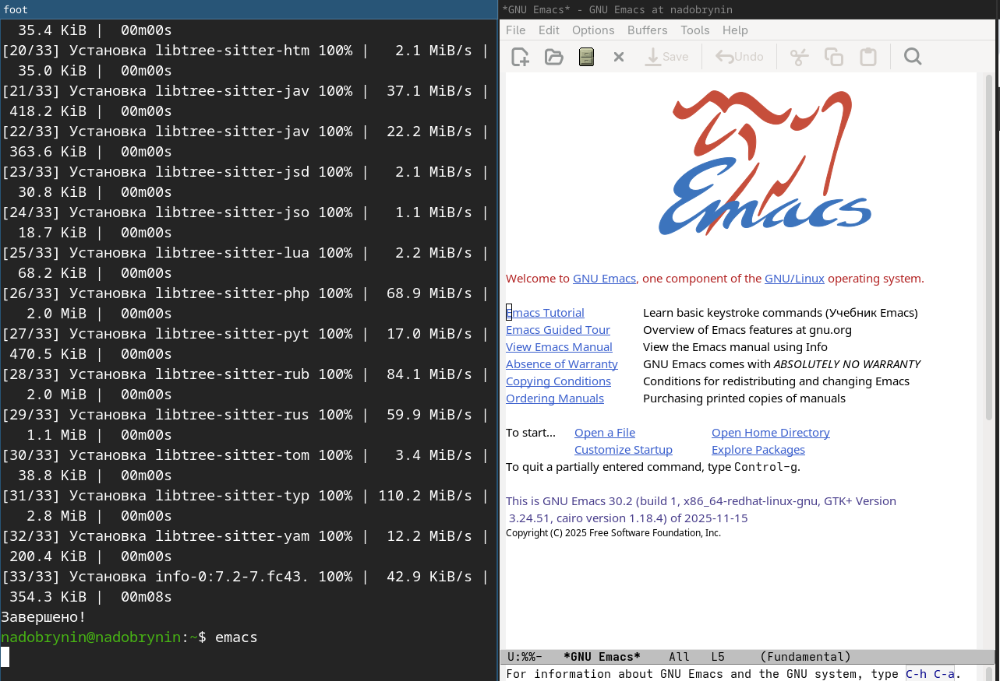 foot
35.4 KiB |  00m00s
[20/33] Установка libtree-sitter-htm 100% |   2.1 MiB/s |
35.0 KiB |  00m00s
[21/33] Установка libtree-sitter-jav 100% |  37.1 MiB/s |
418.2 KiB |  00m00s
[22/33] Установка libtree-sitter-jav 100% |  22.2 MiB/s |
363.6 KiB |  00m00s
[23/33] Установка libtree-sitter-jsd 100% |   2.1 MiB/s |
30.8 KiB |  00m00s
[24/33] Установка libtree-sitter-jso 100% |   1.1 MiB/s |
18.7 KiB |  00m00s
[25/33] Установка libtree-sitter-lua 100% |   2.2 MiB/s |
68.2 KiB |  00m00s
[26/33] Установка libtree-sitter-php 100% |  68.9 MiB/s |
2.0 MiB |  00m00s
[27/33] Установка libtree-sitter-pyt 100% |  17.0 MiB/s |
470.5 KiB |  00m00s
[28/33] Установка libtree-sitter-rub 100% |  84.1 MiB/s |
2.0 MiB |  00m00s
[29/33] Установка libtree-sitter-rus 100% |  59.9 MiB/s |
1.1 MiB |  00m00s
[30/33] Установка libtree-sitter-tom 100% |   3.4 MiB/s |
38.8 KiB |  00m00s
[31/33] Установка libtree-sitter-typ 100% | 110.2 MiB/s |
2.8 MiB |  00m00s
[32/33] Установка libtree-sitter-yam 100% |  12.2 MiB/s |
200.4 KiB |  00m00s
[33/33] Установка info-0:7.2-7.fc43. 100% |  42.9 KiB/s |
354.3 KiB |  00m08s
Завершено!
nadobrynin@nadobrynin:~$ emacs
*GNU Emacs* - GNU Emacs at nadobrynin
File Edit Options Buffers Tools Help
Save Undo
Emacs
Welcome to GNU Emacs, one component of the GNU/Linux operating system.
Emacs Tutorial Learn basic keystroke commands (Учебник Emacs)
Emacs Guided Tour Overview of Emacs features at gnu.org
View Emacs Manual View the Emacs manual using Info
Absence of Warranty GNU Emacs comes with ABSOLUTELY NO WARRANTY
Copying Conditions Conditions for redistributing and changing Emacs
Ordering Manuals Purchasing printed copies of manuals
To start... Open a File Open Home Directory
Customize Startup Explore Packages
To quit a partially entered command, type Control-g.
This is GNU Emacs 30.2 (build 1, x86_64-redhat-linux-gnu, GTK+ Version
3.24.51, cairo version 1.18.4) of 2025-11-15
Copyright (C) 2025 Free Software Foundation, Inc.
U:%%-  *GNU Emacs*   All   L5    (Fundamental)
For information about GNU Emacs and the GNU system, type C-h C-a.